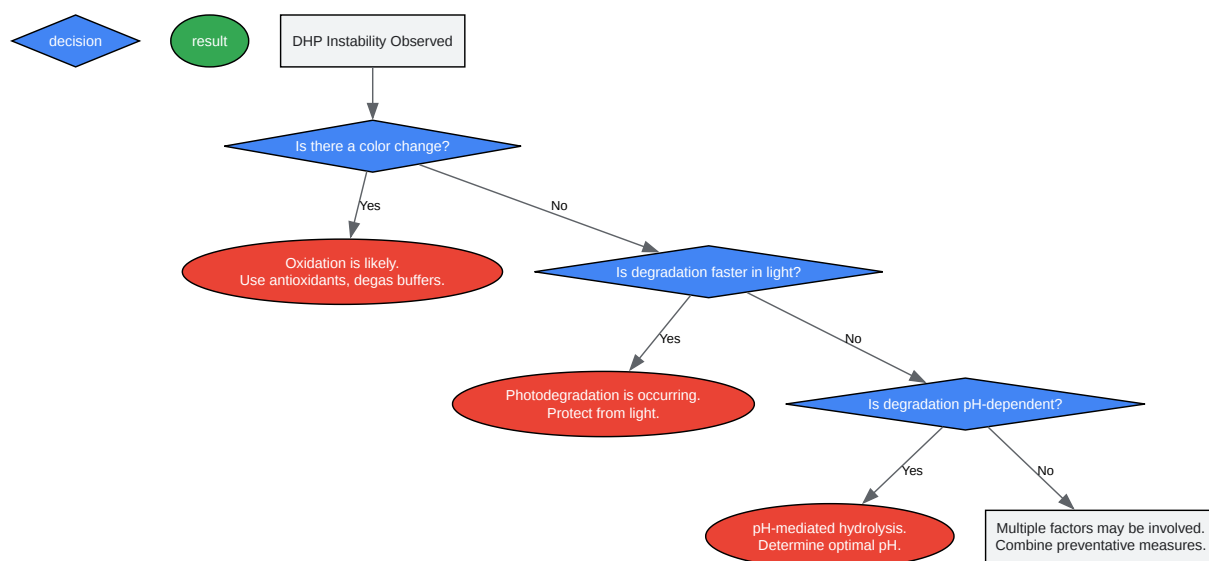 decision
result
DHP Instability Observed
Is there a color change?
Yes
No
Oxidation is likely.
Use antioxidants, degas buffers.
Is degradation faster in light?
Yes
No
Photodegradation is occurring.
Protect from light.
Is degradation pH-dependent?
Yes
No
pH-mediated hydrolysis.
Determine optimal pH.
Multiple factors may be involved.
Combine preventative measures.